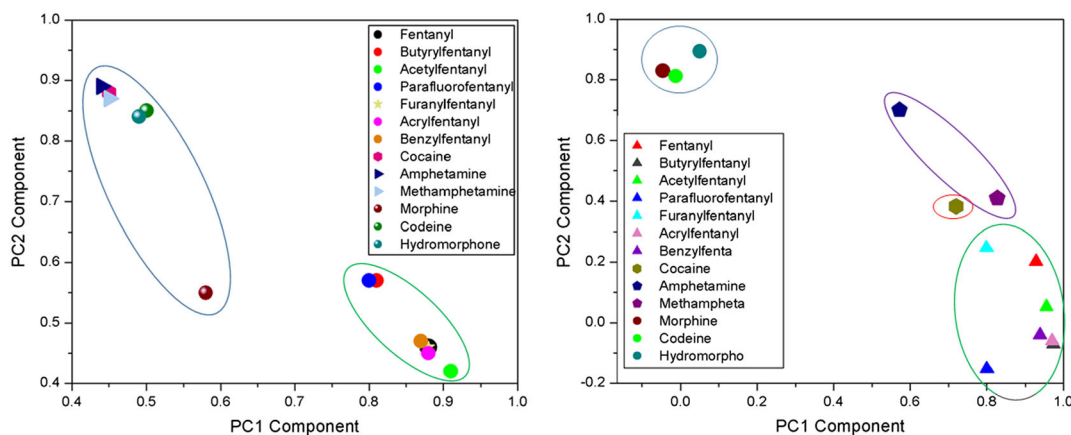 1.0
0.9
0.8
0.7
0.6
0.5
0.4
PC2 Component
0.4 0.5 0.6 0.7 0.8 0.9 1.0
PC1 Component
Fentanyl
Butyrylfentanyl
Acetylfentanyl
Parafluorofentanyl
Furanylfentanyl
Acrylfentanyl
Benzylfentanyl
Cocaine
Amphetamine
Methamphetamine
Morphine
Codeine
Hydromorphone
1.0
0.8
0.6
0.4
0.2
0.0
-0.2
PC2 Component
0.0 0.2 0.4 0.6 0.8 1.0
PC1 Component
Fentanyl
Butyrylfentanyl
Acetylfentanyl
Parafluorofentanyl
Furanylfentanyl
Acrylfentanyl
Benzylfenta
Cocaine
Amphetamine
Methampheta
Morphine
Codeine
Hydromorpho